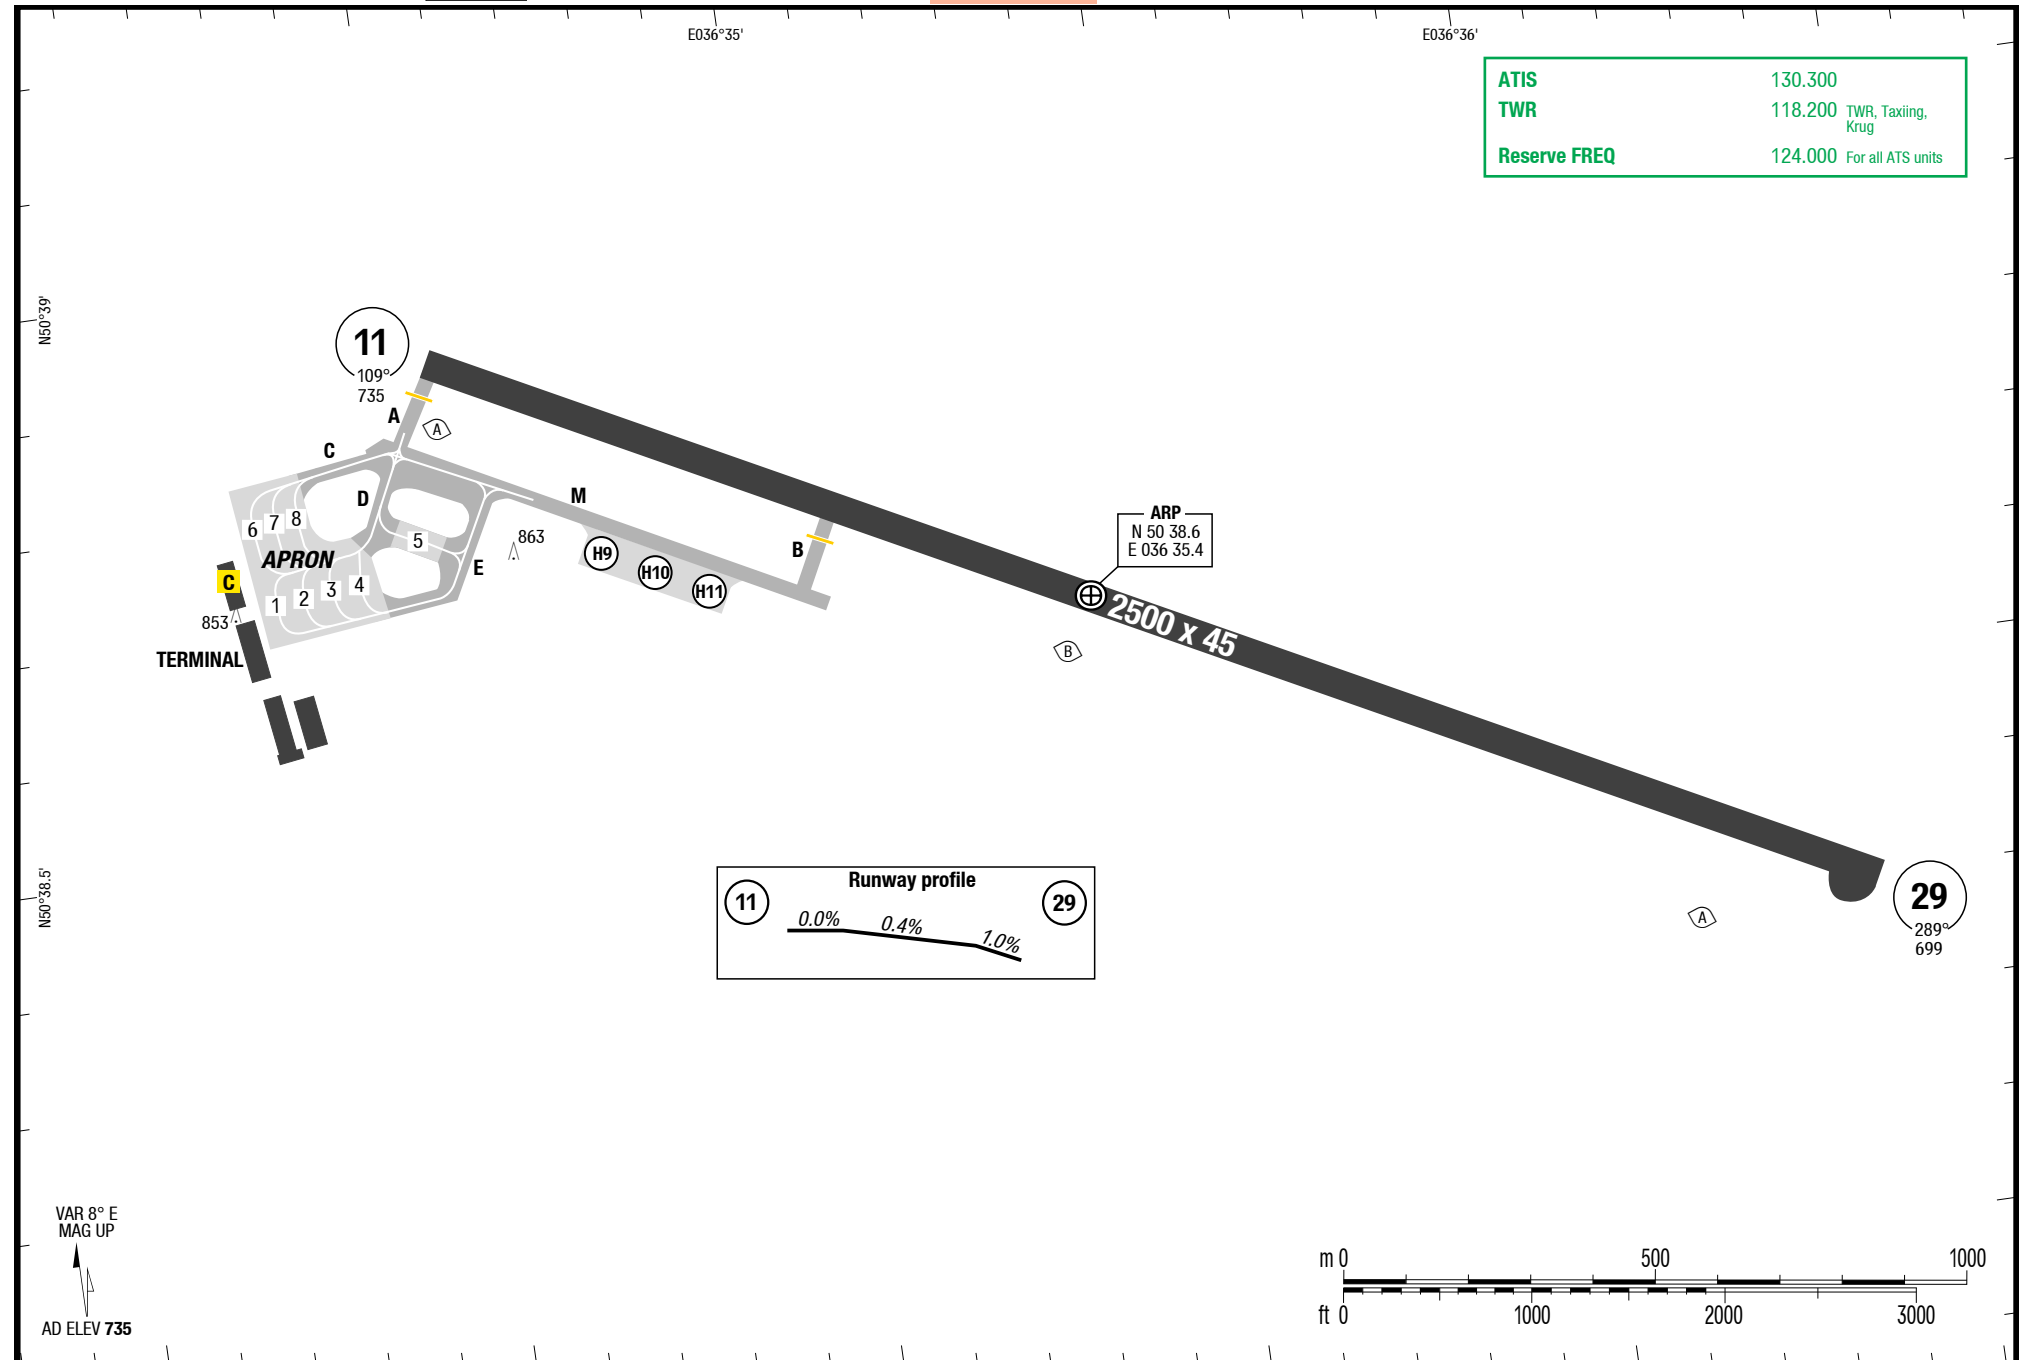 E036°35'
E036°36'
ATIS 130.300
TWR 118.200 TWR, Taxiing,
Krug
Reserve FREQ 124.000 For all ATS units
N50°39'
11
109°
735
A
A
C
D
M
6
7
8
5
863
APRON
H9
H10
H11
B
E
C
1
2
3
4
853
TERMINAL
ARP
N 50 38.6
E 036 35.4
2500 x 45
B
N50°38.5'
Runway profile
11
29
0.0%
0.4%
1.0%
29
289°
699
A
VAR 8° E
MAG UP
AD ELEV 735
m 0 500 1000
ft 0 1000 2000 3000